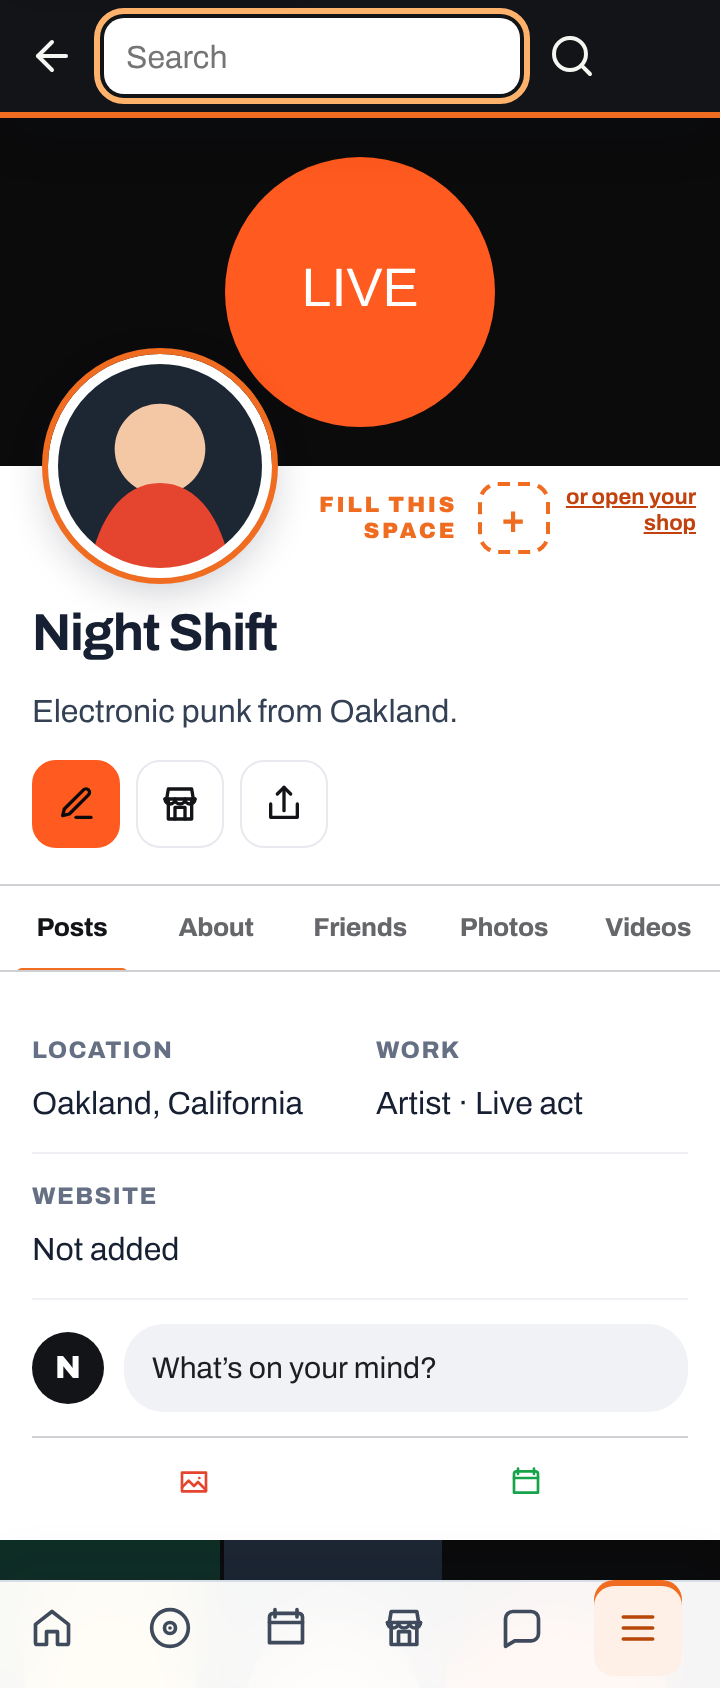 Search
LIVE
FILL THIS
SPACE
+
or open your
shop
Night Shift
Electronic punk from Oakland.
Posts About Friends Photos Videos
LOCATION WORK
Oakland, California Artist · Live act
WEBSITE
Not added
N What’s on your mind?